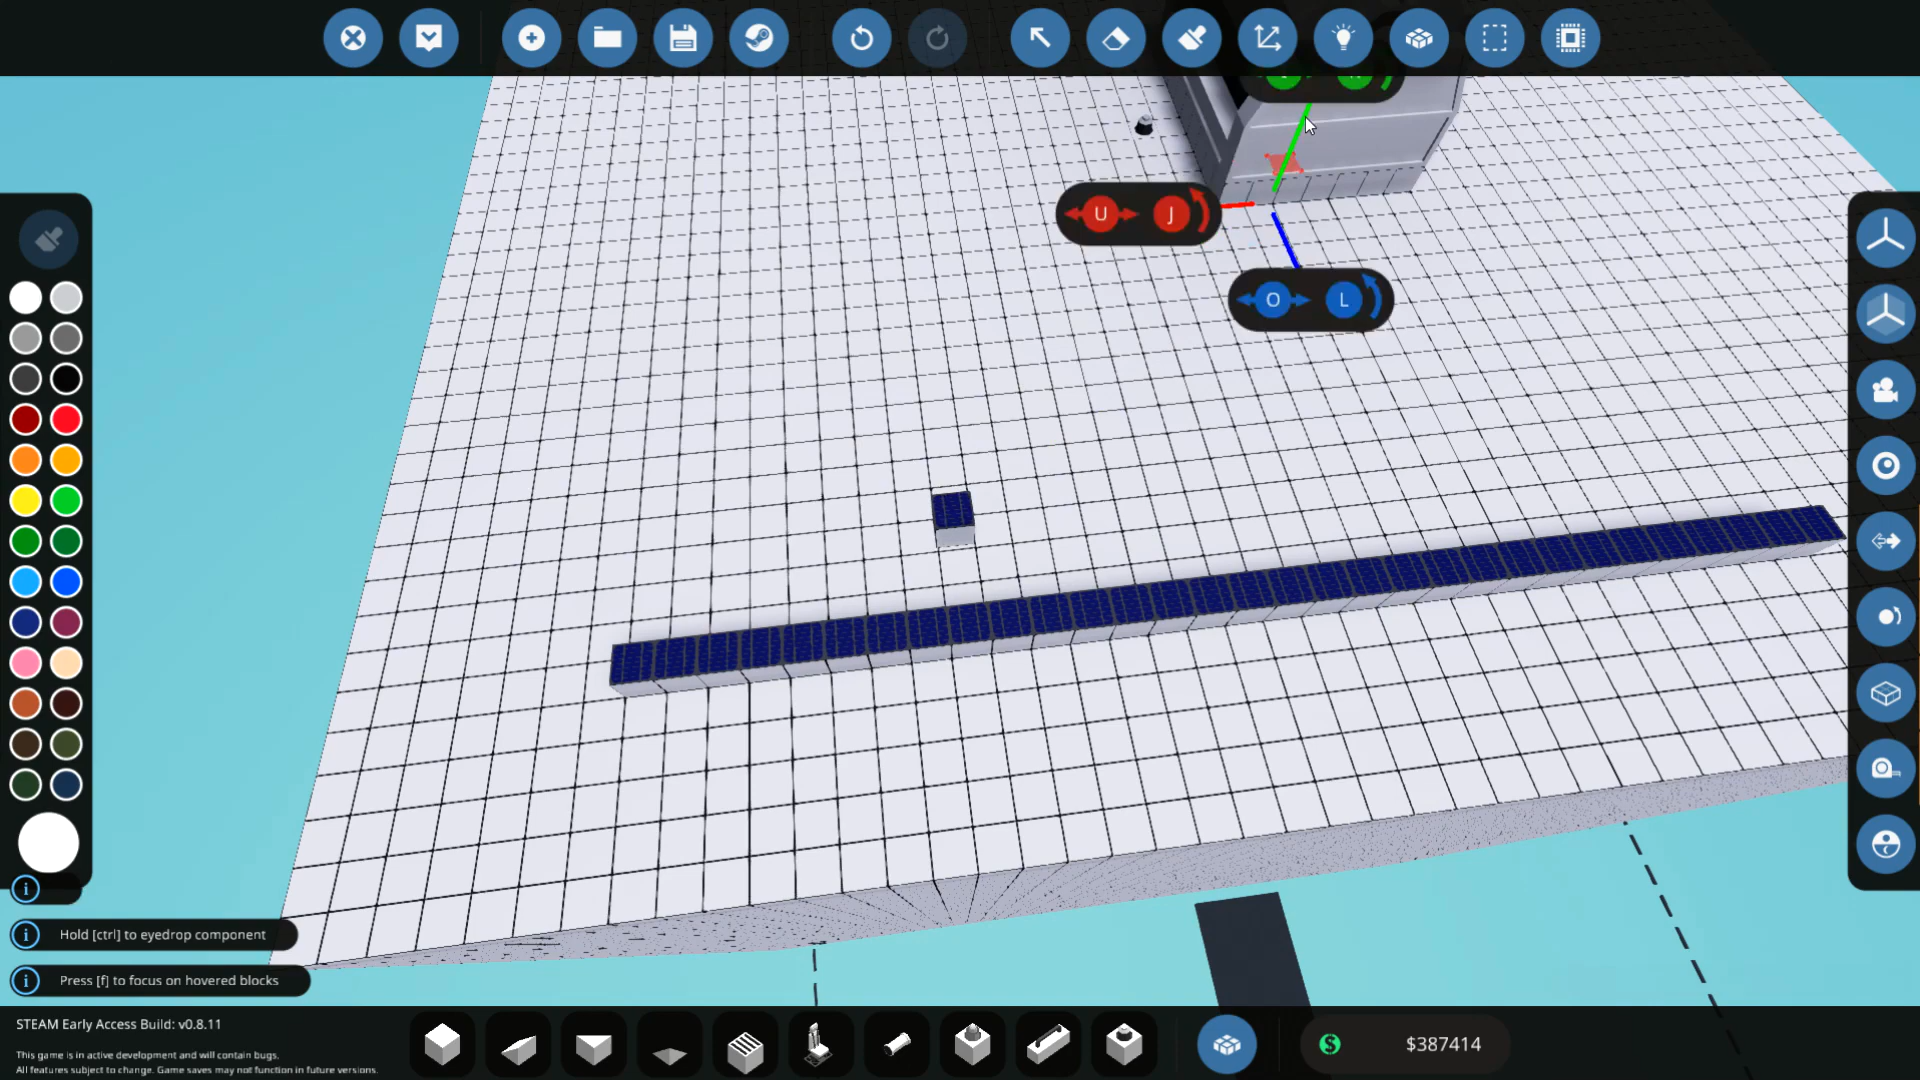 U J
O L
Hold [ctrl] to eyedrop component
Press [f] to focus on hovered blocks
STEAM Early Access Build: v0.8.11
This game is in active development and will contain bugs.
All features subject to change. Game saves may not function in future versions.
$ $387414